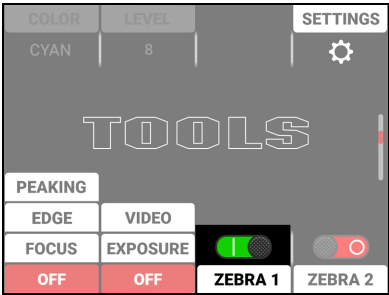 COLOR LEVEL SETTINGS
CYAN 8
TOOLS
PEAKING
EDGE VIDEO
FOCUS EXPOSURE
OFF OFF ZEBRA 1 ZEBRA 2